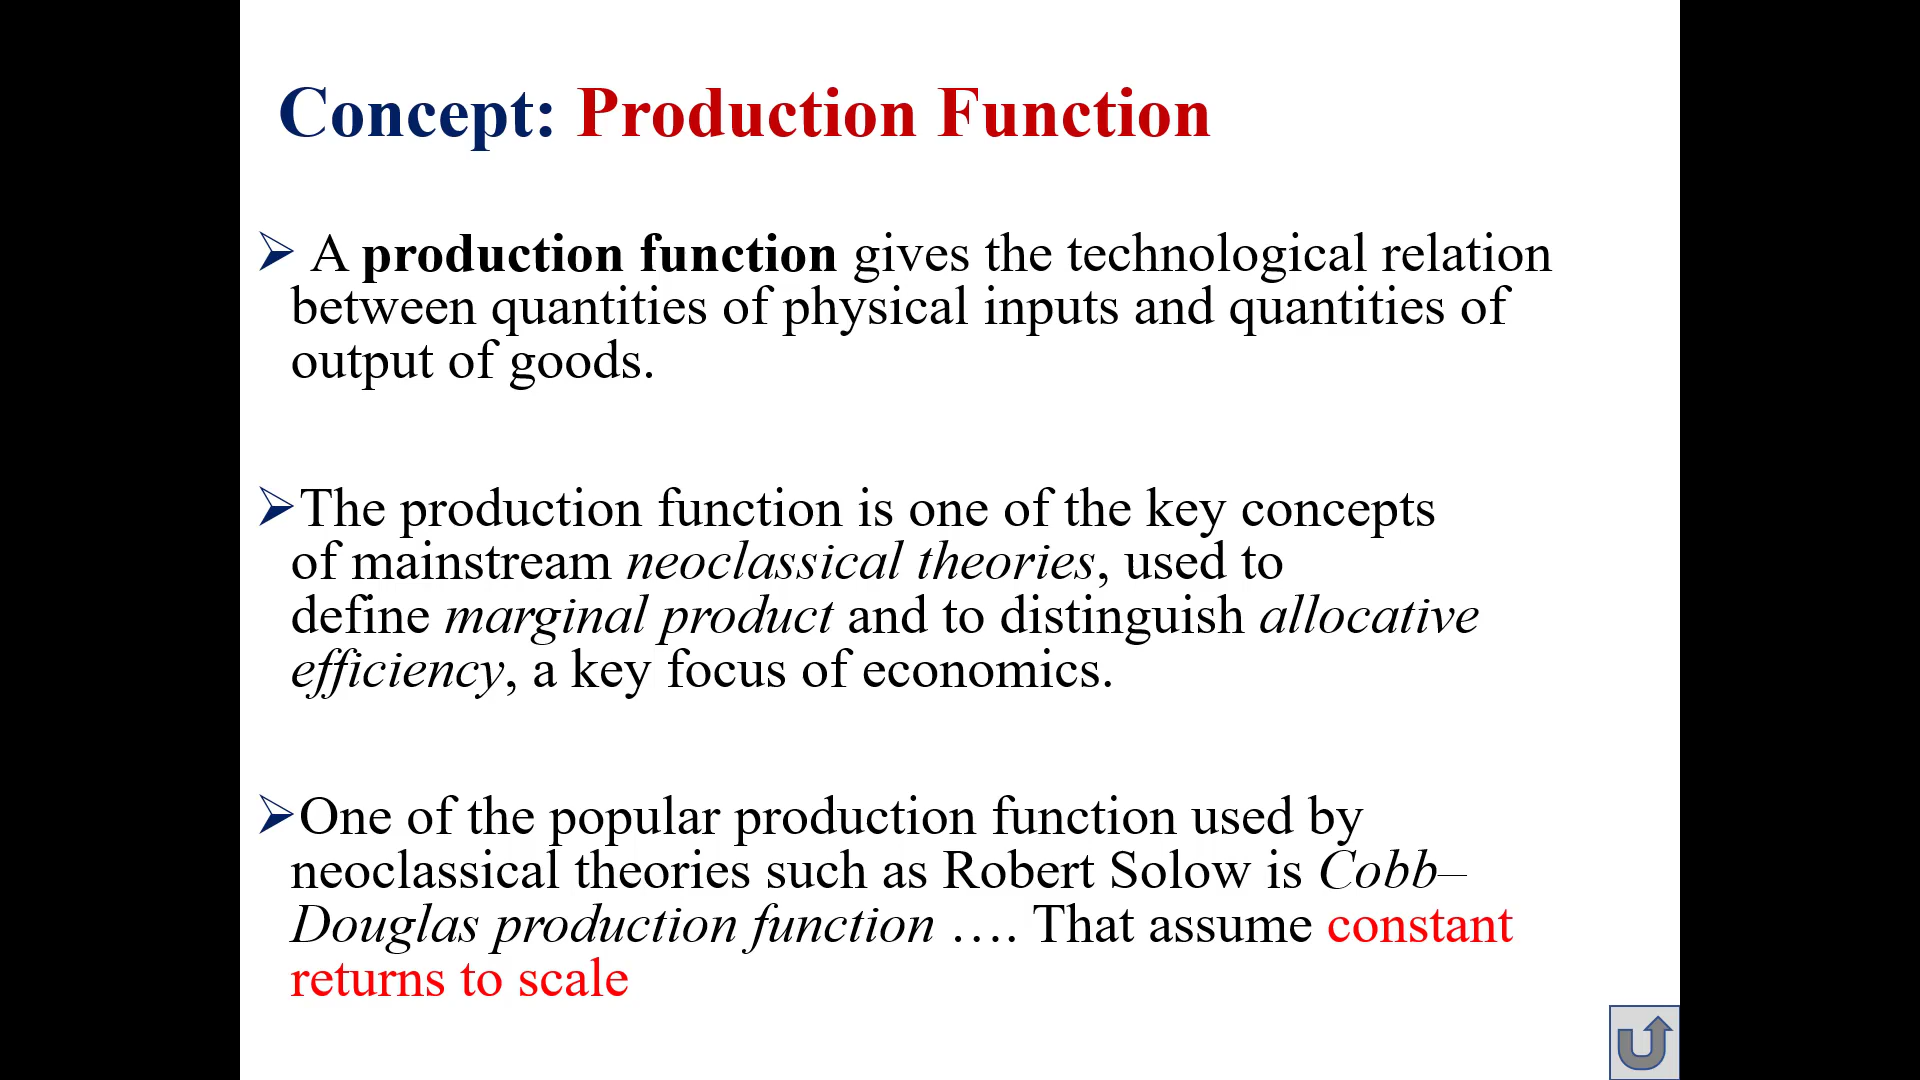 Concept: Production Function
➢ A production function gives the technological relation
between quantities of physical inputs and quantities of
output of goods.
➢The production function is one of the key concepts
of mainstream neoclassical theories, used to
define marginal product and to distinguish allocative
efficiency, a key focus of economics.
➢One of the popular production function used by
neoclassical theories such as Robert Solow is Cobb–
Douglas production function …. That assume constant
returns to scale